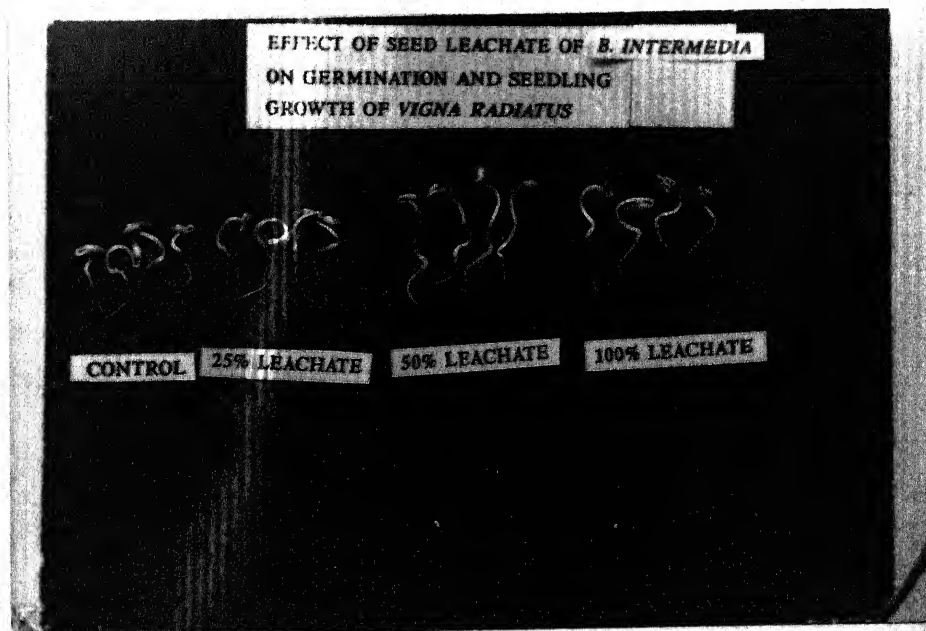 EFFECT OF SEED LEACHATE OF B. INTERMEDIA
ON GERMINATION AND SEEDLING
GROWTH OF VIGNA RADIATUS
CONTROL
25% LEACHATE
50% LEACHATE
100% LEACHATE